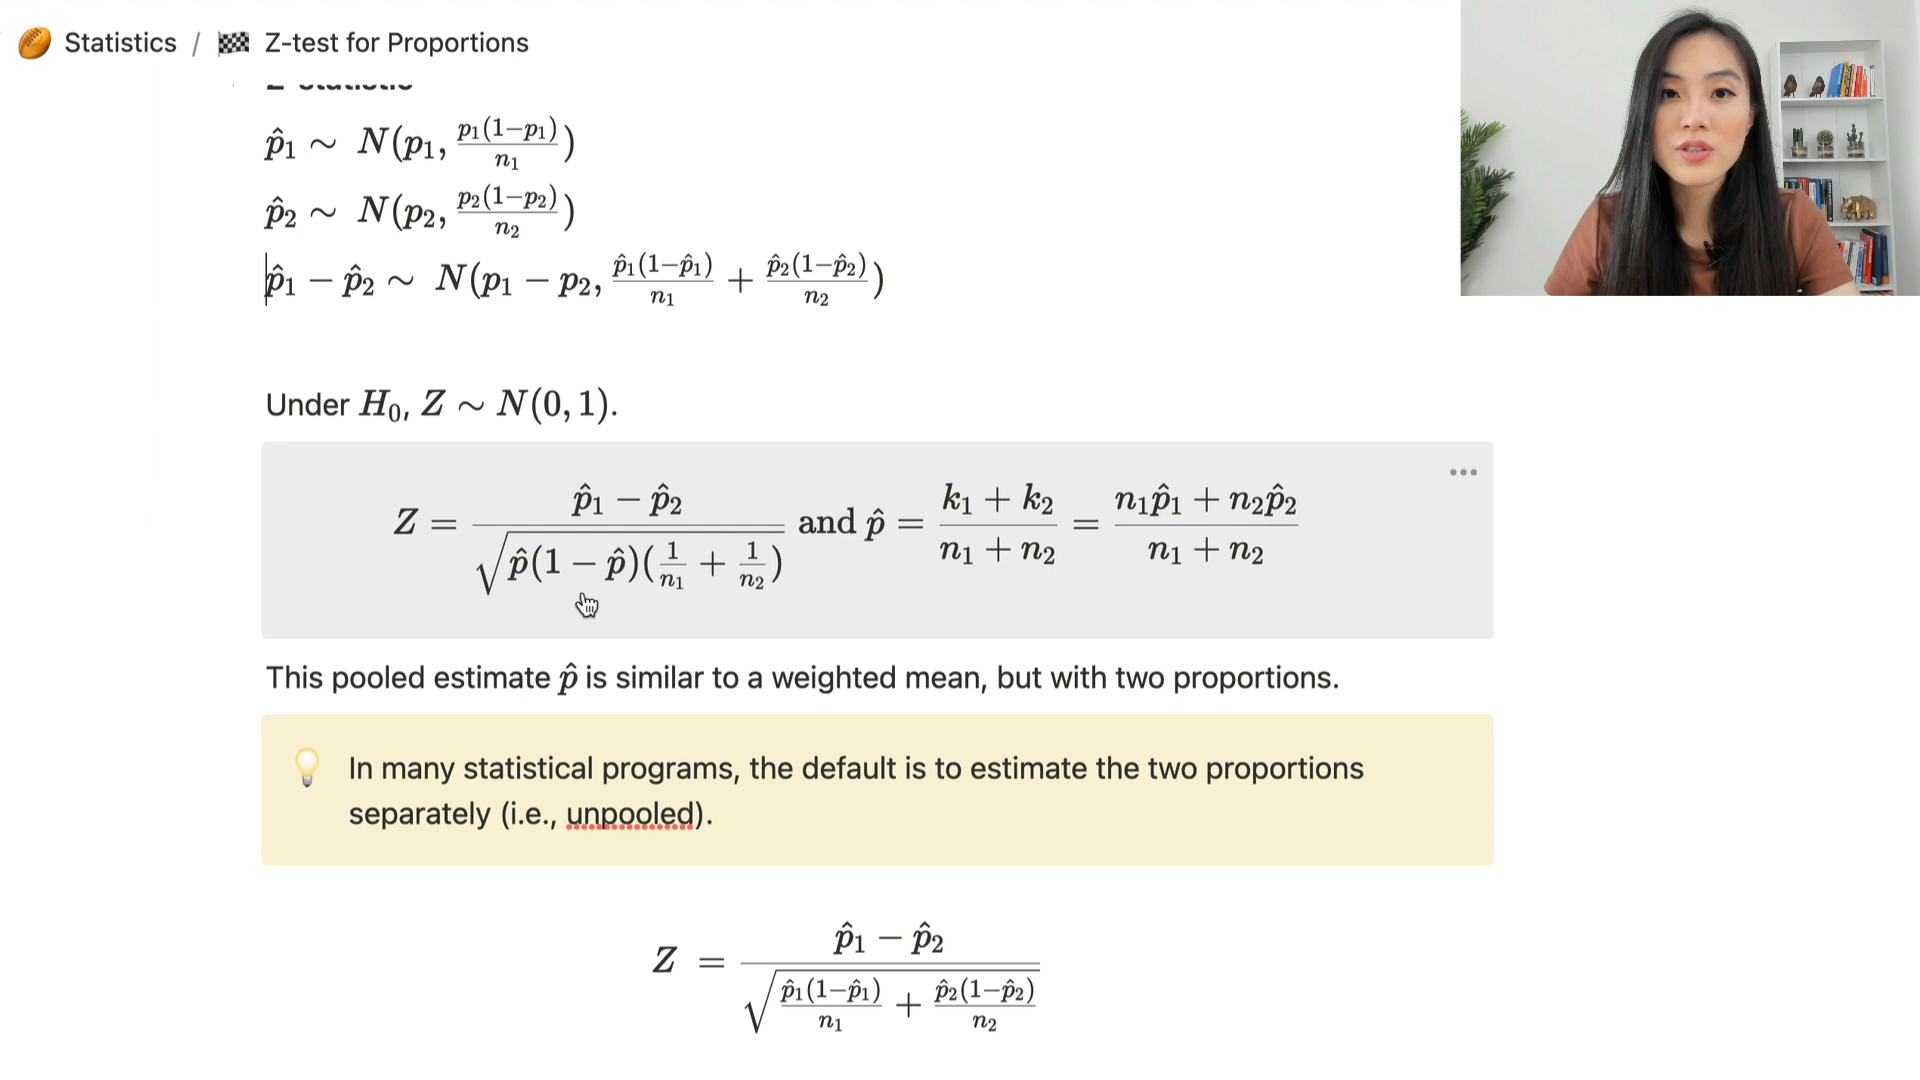 Statistics / Z-test for Proportions
Z-statistic
p̂₁ ∼ N(p₁, p₁(1−p₁)/n₁)
p̂₂ ∼ N(p₂, p₂(1−p₂)/n₂)
p̂₁ − p̂₂ ∼ N(p₁ − p₂, p̂₁(1−p̂₁)/n₁ + p̂₂(1−p̂₂)/n₂)
Under H₀, Z ∼ N(0, 1).
Z = (p̂₁ − p̂₂)/√(p̂(1 − p̂)(1/n₁ + 1/n₂)) and p̂ = (k₁ + k₂)/(n₁ + n₂) = (n₁p̂₁ + n₂p̂₂)/(n₁ + n₂)
This pooled estimate p̂ is similar to a weighted mean, but with two proportions.
In many statistical programs, the default is to estimate the two proportions
separately (i.e., unpooled).
Z = (p̂₁ − p̂₂)/√(p̂₁(1−p̂₁)/n₁ + p̂₂(1−p̂₂)/n₂)